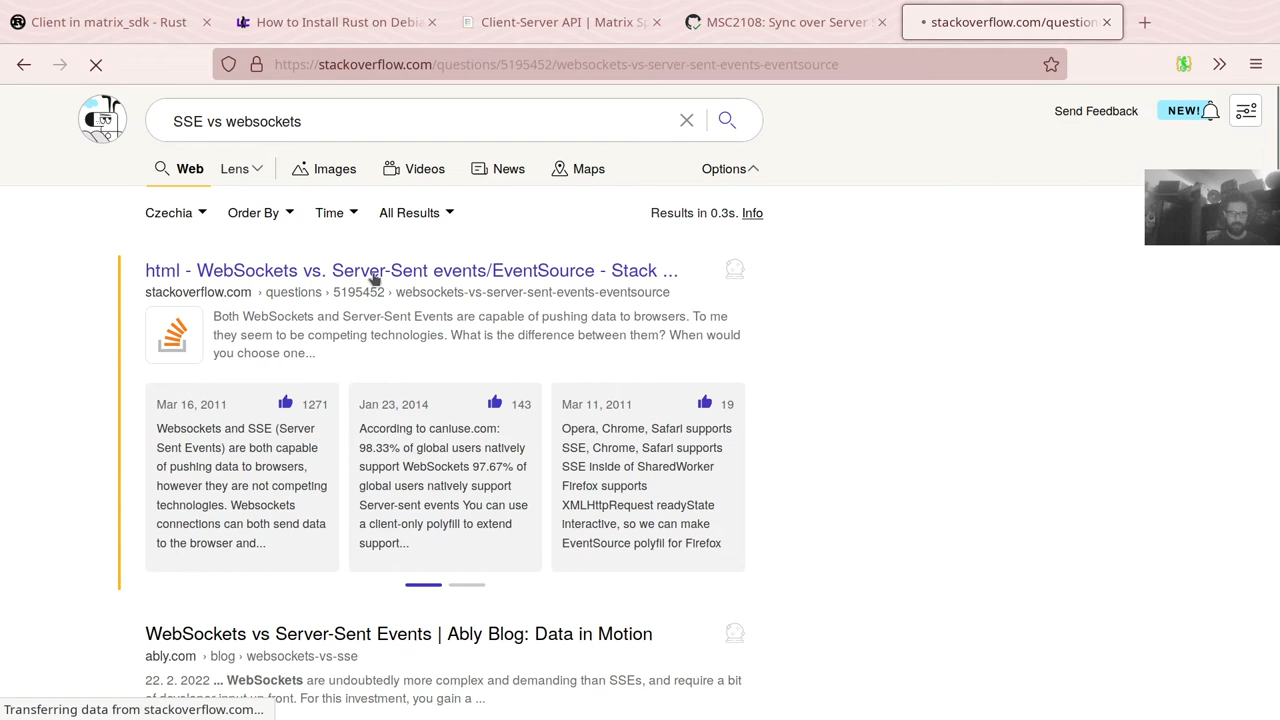 Client in matrix_sdk - Rust
How to Install Rust on Debia
Client-Server API | Matrix Sp
MSC2108: Sync over Server S
stackoverflow.com/question
https://stackoverflow.com/questions/5195452/websockets-vs-server-sent-events-eventsource
SSE vs websockets
Send Feedback
NEW!
Web
Lens
Images
Videos
News
Maps
Options
Czechia
Order By
Time
All Results
Results in 0.3s. Info
html - WebSockets vs. Server-Sent events/EventSource - Stack ...
stackoverflow.com › questions › 5195452 › websockets-vs-server-sent-events-eventsource
Both WebSockets and Server-Sent Events are capable of pushing data to browsers. To me
they seem to be competing technologies. What is the difference between them? When would
you choose one...
Mar 16, 2011 1271
Websockets and SSE (Server
Sent Events) are both capable
of pushing data to browsers,
however they are not competing
technologies. Websockets
connections can both send data
to the browser and...
Jan 23, 2014 143
According to caniuse.com:
98.33% of global users natively
support WebSockets 97.67% of
global users natively support
Server-sent events You can use
a client-only polyfill to extend
support...
Mar 11, 2011 19
Opera, Chrome, Safari supports
SSE, Chrome, Safari supports
SSE inside of SharedWorker
Firefox supports
XMLHttpRequest readyState
interactive, so we can make
EventSource polyfil for Firefox
WebSockets vs Server-Sent Events | Ably Blog: Data in Motion
ably.com › blog › websockets-vs-sse
22. 2. 2022 ... WebSockets are undoubtedly more complex and demanding than SSEs, and require a bit
of developer input up front. For this investment, you gain a ...
Transferring data from stackoverflow.com...